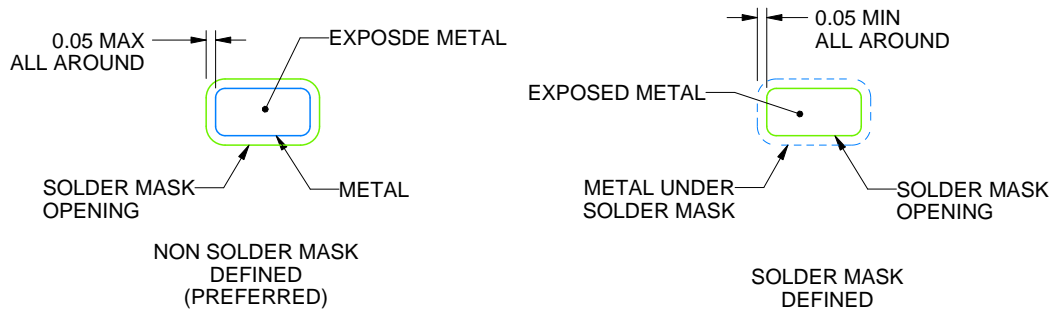 0.05 MAX
ALL AROUND
EXPOSDE METAL
SOLDER MASK
OPENING
METAL
NON SOLDER MASK
DEFINED
(PREFERRED)
0.05 MIN
ALL AROUND
EXPOSED METAL
METAL UNDER
SOLDER MASK
SOLDER MASK
OPENING
SOLDER MASK
DEFINED